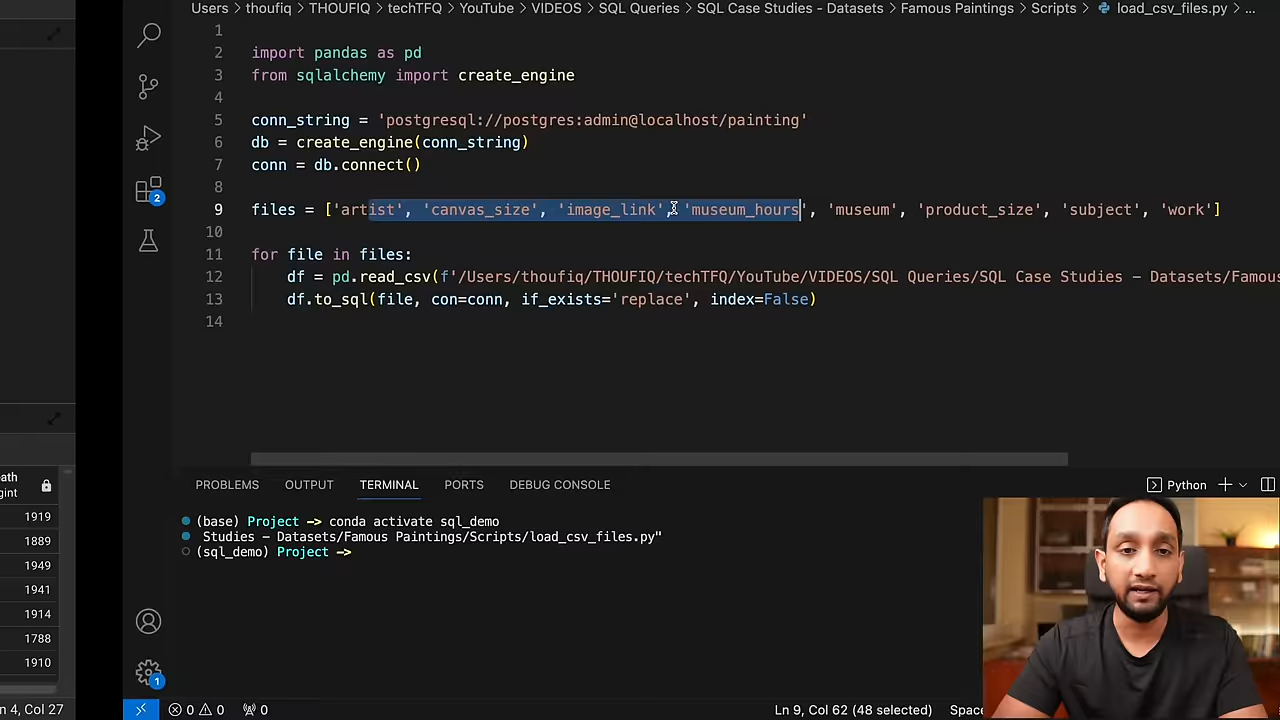 Users > thoufiq > THOUFIQ > techTFQ > YouTube > VIDEOS > SQL Queries > SQL Case Studies - Datasets > Famous Paintings > Scripts > load_csv_files.py > ...
1
2 import pandas as pd
3 from sqlalchemy import create_engine
4
5 conn_string = 'postgresql://postgres:admin@localhost/painting'
6 db = create_engine(conn_string)
7 conn = db.connect()
8
9 files = ['artist', 'canvas_size', 'image_link', 'museum_hours', 'museum', 'product_size', 'subject', 'work']
10
11 for file in files:
12 df = pd.read_csv(f'/Users/thoufiq/THOUFIQ/techTFQ/YouTube/VIDEOS/SQL Queries/SQL Case Studies - Datasets/Famous
13 df.to_sql(file, con=conn, if_exists='replace', index=False)
14
2
PROBLEMS OUTPUT TERMINAL PORTS DEBUG CONSOLE
Python
(base) Project -> conda activate sql_demo
Studies - Datasets/Famous Paintings/Scripts/load_csv_files.py"
(sql_demo) Project ->
1919
1889
1949
1941
1914
1788
1910
1
n 4, Col 27
0 0 0
Ln 9, Col 62 (48 selected)